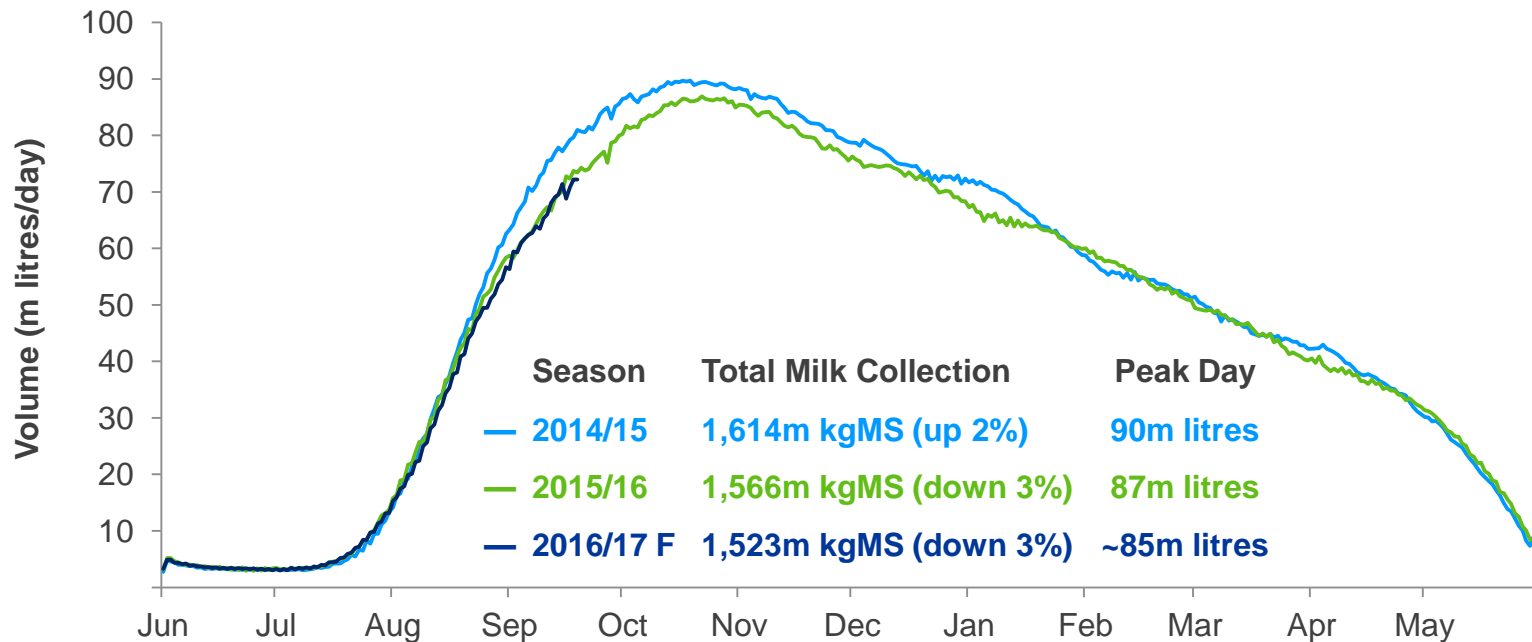 100
90
80
70
60
50
40
30
20
10
Volume (m litres/day)
Season Total Milk Collection Peak Day
2014/15 1,614m kgMS (up 2%) 90m litres
2015/16 1,566m kgMS (down 3%) 87m litres
2016/17 F 1,523m kgMS (down 3%) ~85m litres
Jun Jul Aug Sep Oct Nov Dec Jan Feb Mar Apr May